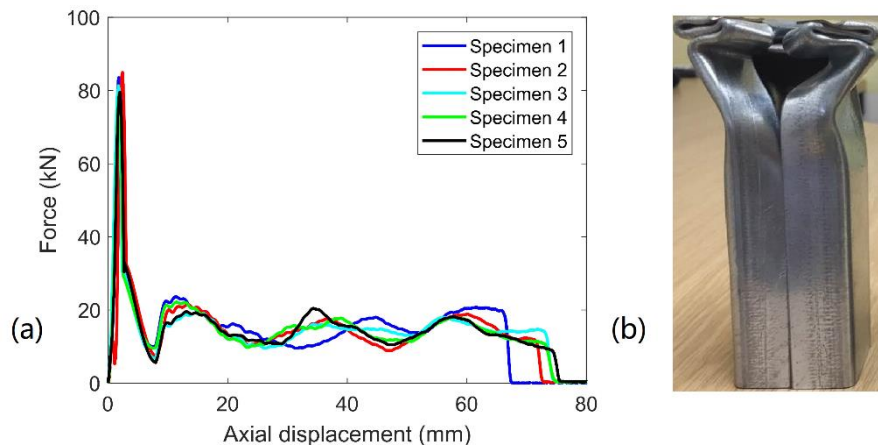 100
80
60
40
20
0
0 20 40 60 80
Force (kN)
Axial displacement (mm)
Specimen 1
Specimen 2
Specimen 3
Specimen 4
Specimen 5
(a)
(b)